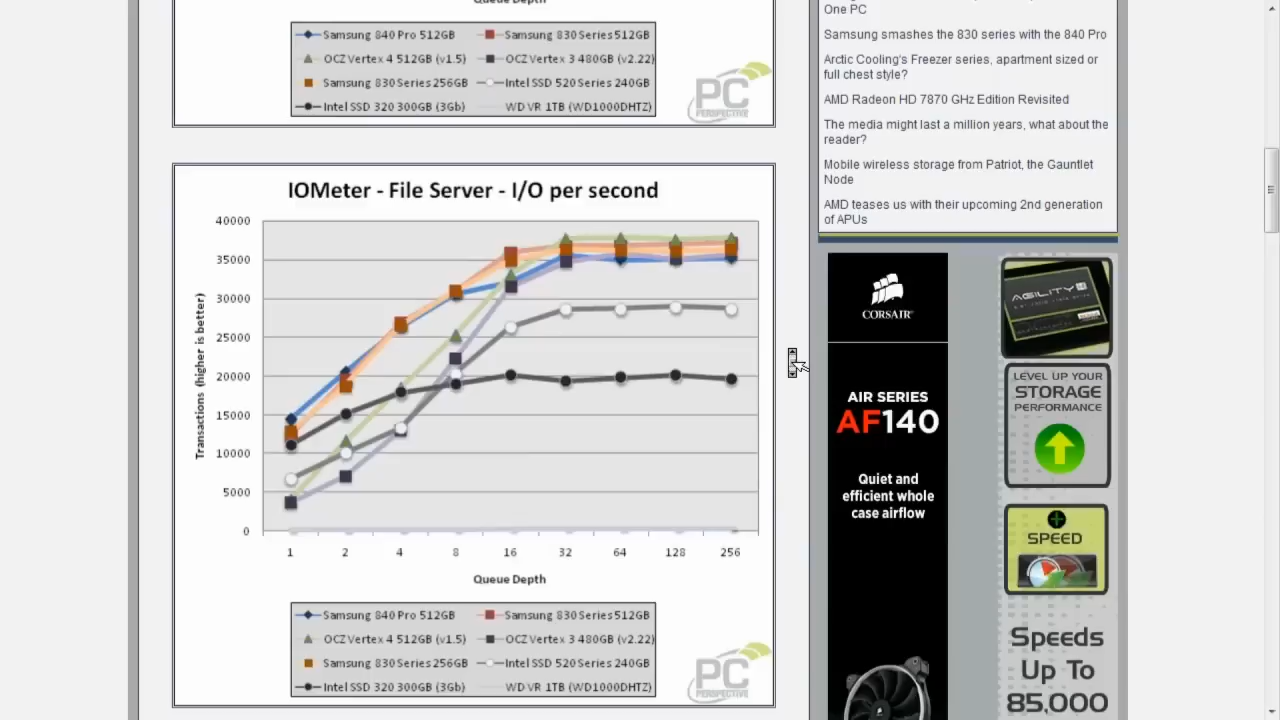 Queue Depth
Samsung 840 Pro 512GB
Samsung 830 Series 512GB
OCZ Vertex 4 512GB (v1.5)
OCZ Vertex 3 480GB (v2.22)
Samsung 830 Series 256GB
Intel SSD 520 Series 240GB
Intel SSD 320 300GB (3Gb)
WD VR 1TB (WD1000DHTZ)
PC
PERSPECTIVE
IOMeter - File Server - I/O per second
Transactions (higher is better)
40000
35000
30000
25000
20000
15000
10000
5000
0
1 2 4 8 16 32 64 128 256
Queue Depth
Samsung 840 Pro 512GB
Samsung 830 Series 512GB
OCZ Vertex 4 512GB (v1.5)
OCZ Vertex 3 480GB (v2.22)
Samsung 830 Series 256GB
Intel SSD 520 Series 240GB
Intel SSD 320 300GB (3Gb)
WD VR 1TB (WD1000DHTZ)
PC
PERSPECTIVE
One PC
Samsung smashes the 830 series with the 840 Pro
Arctic Cooling's Freezer series, apartment sized or
full chest style?
AMD Radeon HD 7870 GHz Edition Revisited
The media might last a million years, what about the
reader?
Mobile wireless storage from Patriot, the Gauntlet
Node
AMD teases us with their upcoming 2nd generation
of APUs
CORSAIR
AIR SERIES
AF140
Quiet and
efficient whole
case airflow
AGILITY
LEVEL UP YOUR
STORAGE
PERFORMANCE
SPEED
Speeds
Up To
85,000